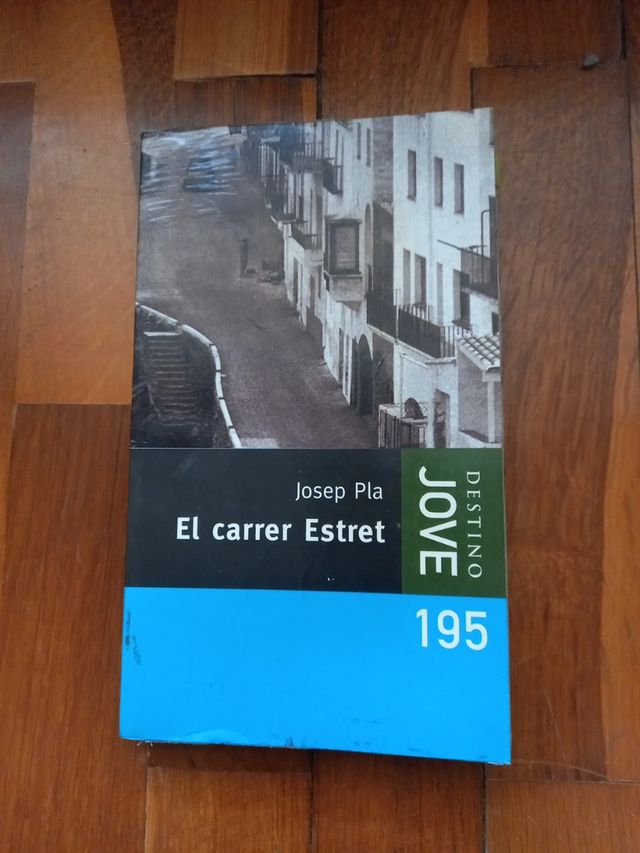 Josep Pla
El carrer Estret
DESTINO
JOVE
195